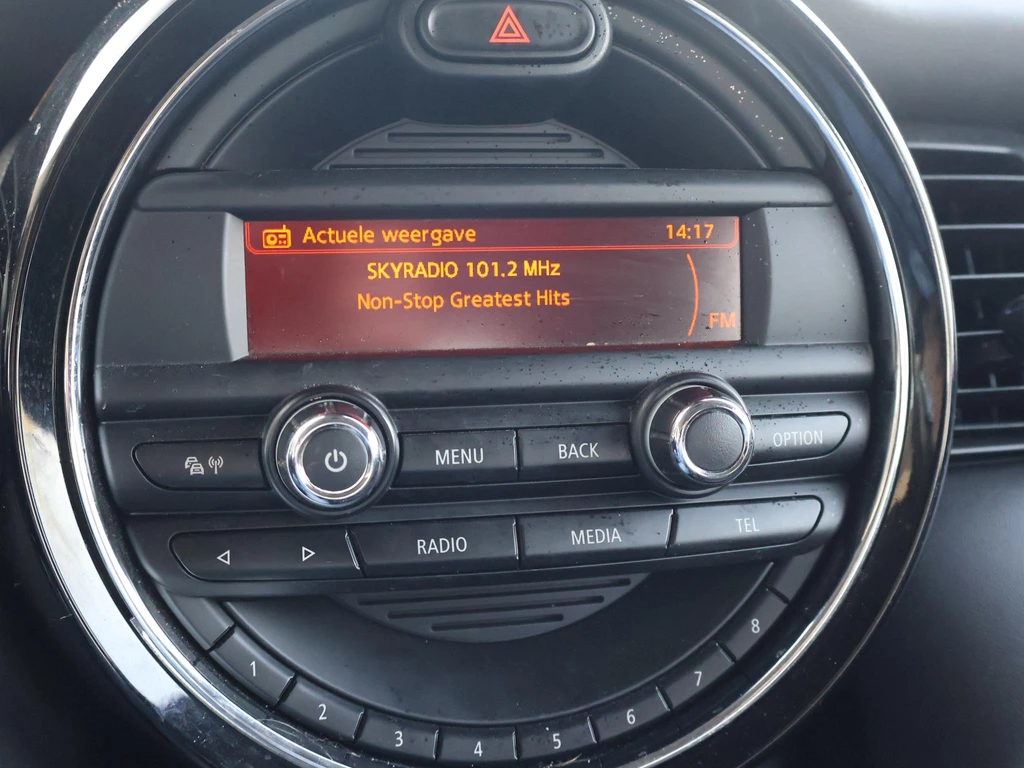 Actuele weergave 14:17
SKYRADIO 101.2 MHz
Non-Stop Greatest Hits
FM
MENU BACK OPTION
RADIO MEDIA TEL
1 2 3 4 5 6 7 8